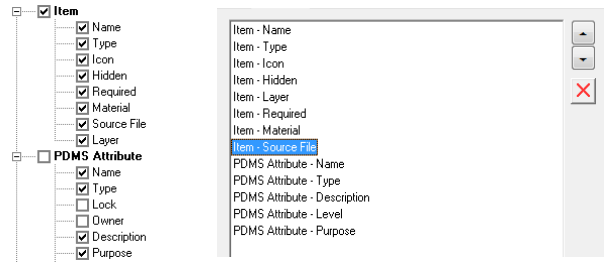 Item
Name
Type
Icon
Hidden
Required
Material
Source File
Layer
PDMS Attribute
Name
Type
Lock
Owner
Description
Purpose
Item - Name
Item - Type
Item - Icon
Item - Hidden
Item - Layer
Item - Required
Item - Material
Item - Source File
PDMS Attribute - Name
PDMS Attribute - Type
PDMS Attribute - Description
PDMS Attribute - Level
PDMS Attribute - Purpose